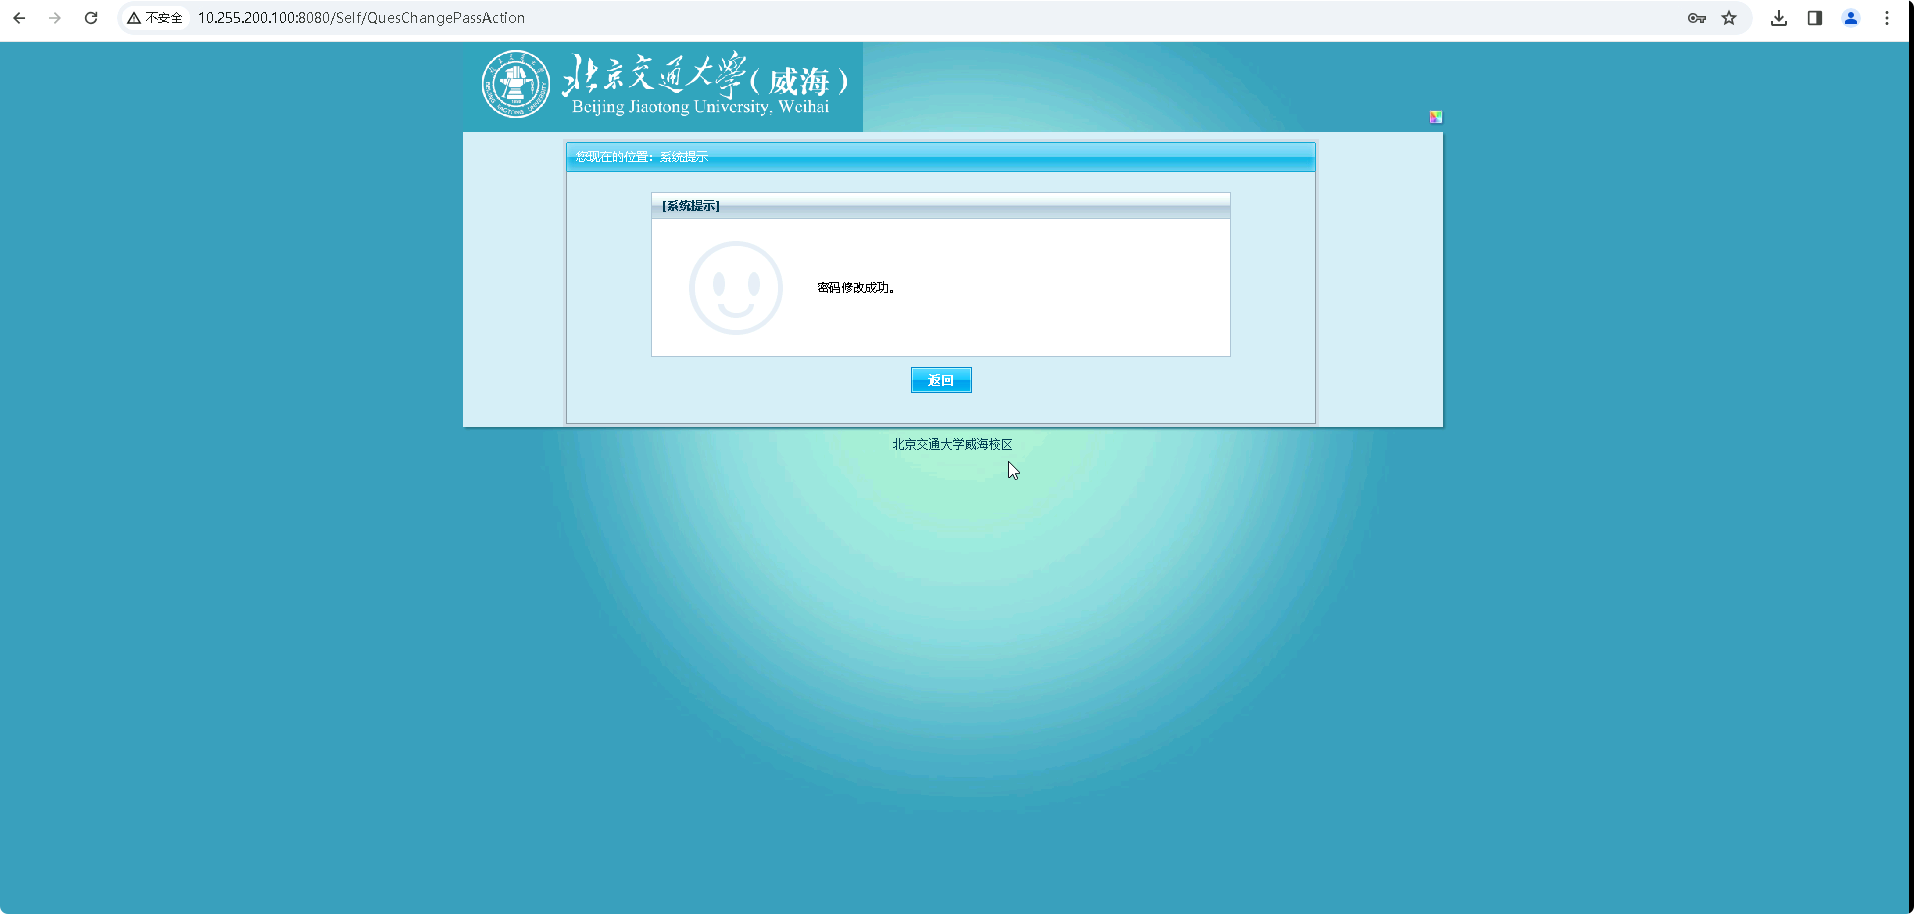 不安全 10.255.200.100:8080/Self/QuesChangePassAction
北京交通大學(威海)
Beijing Jiaotong University, Weihai
您现在的位置：系统提示
[系统提示]
密码修改成功。
返回
北京交通大学威海校区